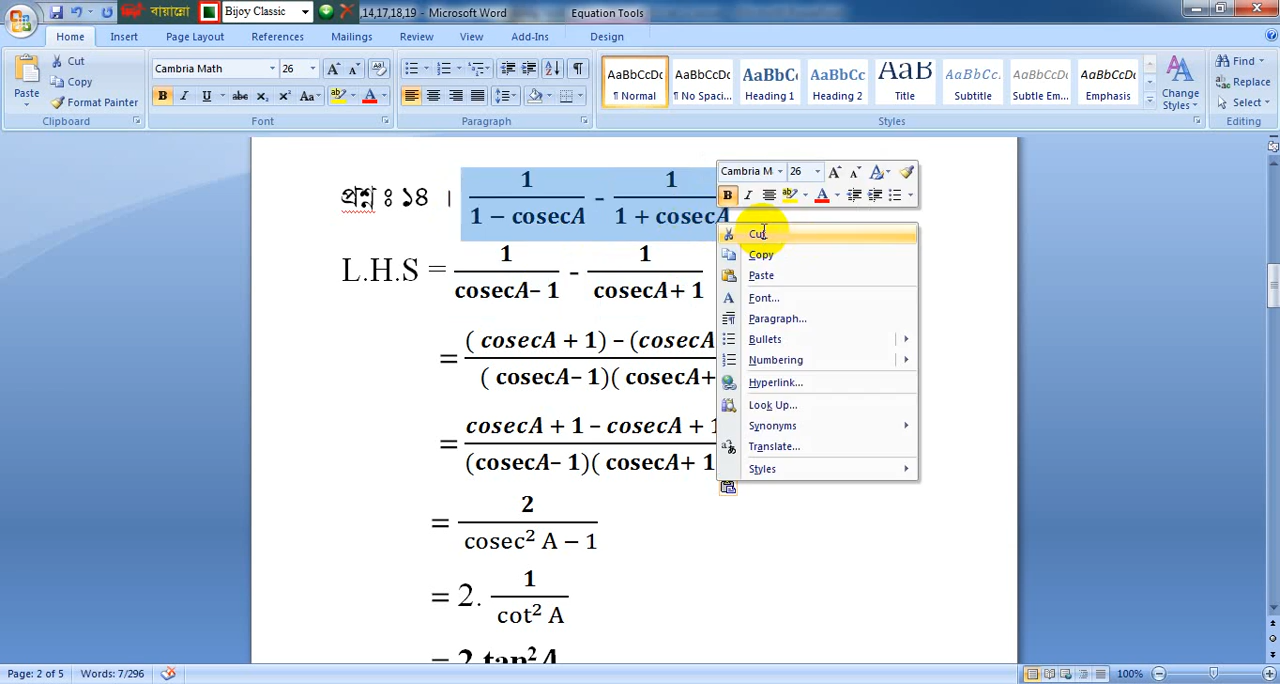 বায়ান্নো Bijoy Classic ,14,17,18,19 - Microsoft Word Equation Tools
Home Insert Page Layout References Mailings Review View Add-Ins Design
Paste Cut Copy Format Painter Clipboard
Cambria Math 26 B I U abc x₂ x² Aa A Font
Paragraph
AaBbCcDc ¶ Normal
AaBbCcDc ¶ No Spaci...
AaBbCc Heading 1
AaBbCc Heading 2
AaB Title
AaBbCc. Subtitle
AaBbCcDc Subtle Em...
AaBbCcDc Emphasis
Change Styles Styles
Find Replace Select Editing
প্রশ্ন ঃ ১৪ । 1/(1 − cosecA) - 1/(1 + cosecA)
L.H.S = 1/(cosecA– 1) - 1/(cosecA+ 1)
= (( cosecA + 1) – (cosecA / ( cosecA– 1)( cosecA+
= cosecA + 1 – cosecA + 1 / (cosecA– 1)( cosecA+ 1
= 2/(cosec² A − 1)
= 2. 1/(cot² A)
= 2 tan² A
Cambria M 26
B I
Cut
Copy
Paste
Font...
Paragraph...
Bullets
Numbering
Hyperlink...
Look Up...
Synonyms
Translate...
Styles
Page: 2 of 5 Words: 7/296 100%